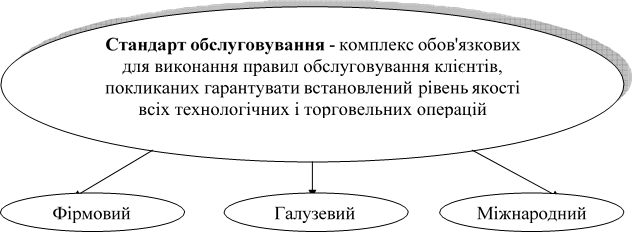 Стандарт обслуговування - комплекс обов'язкових
для виконання правил обслуговування клієнтів,
покликаних гарантувати встановлений рівень якості
всіх технологічних і торговельних операцій
Фірмовий
Галузевий
Міжнародний